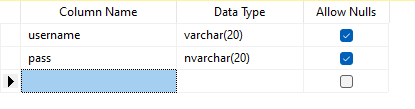 Column Name Data Type Allow Nulls
username varchar(20)
pass nvarchar(20)